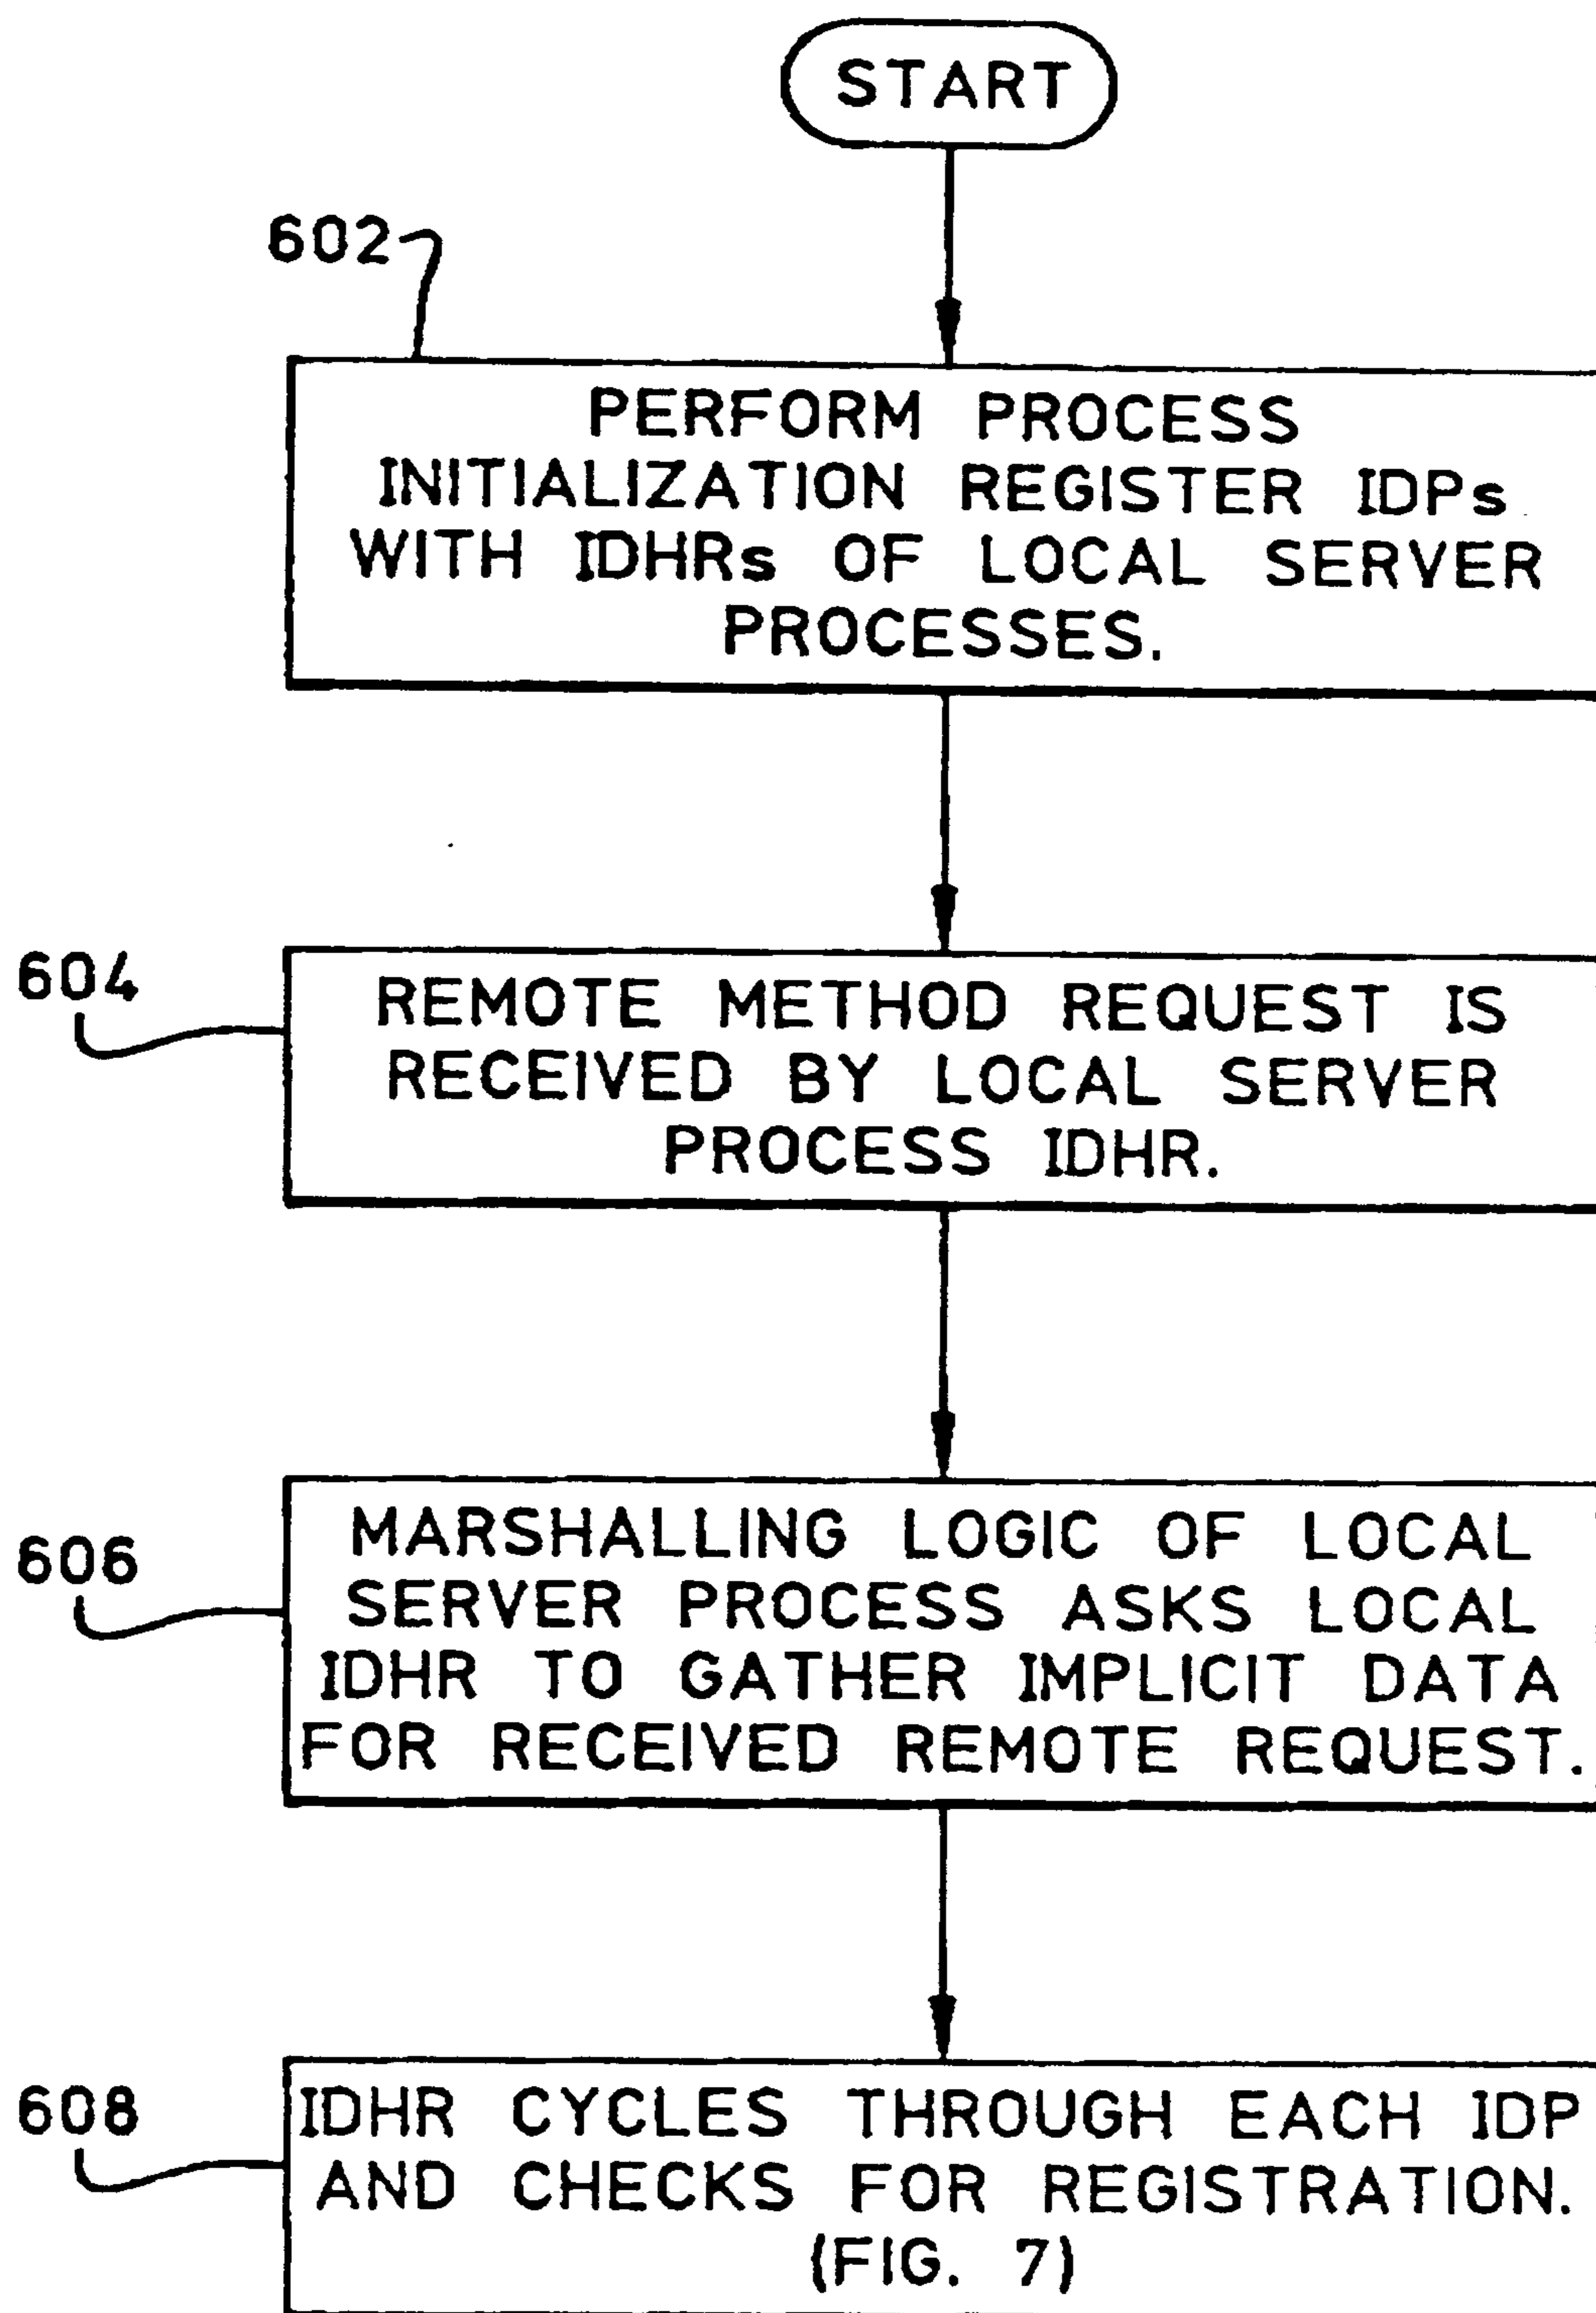 START
602
PERFORM PROCESS
INITIALIZATION REGISTER IDPs
WITH IDHRs OF LOCAL SERVER
PROCESSES.
604
REMOTE METHOD REQUEST IS
RECEIVED BY LOCAL SERVER
PROCESS IDHR.
606
MARSHALLING LOGIC OF LOCAL
SERVER PROCESS ASKS LOCAL
IDHR TO GATHER IMPLICIT DATA
FOR RECEIVED REMOTE REQUEST.
608
IDHR CYCLES THROUGH EACH IDP
AND CHECKS FOR REGISTRATION.
(FIG. 7)